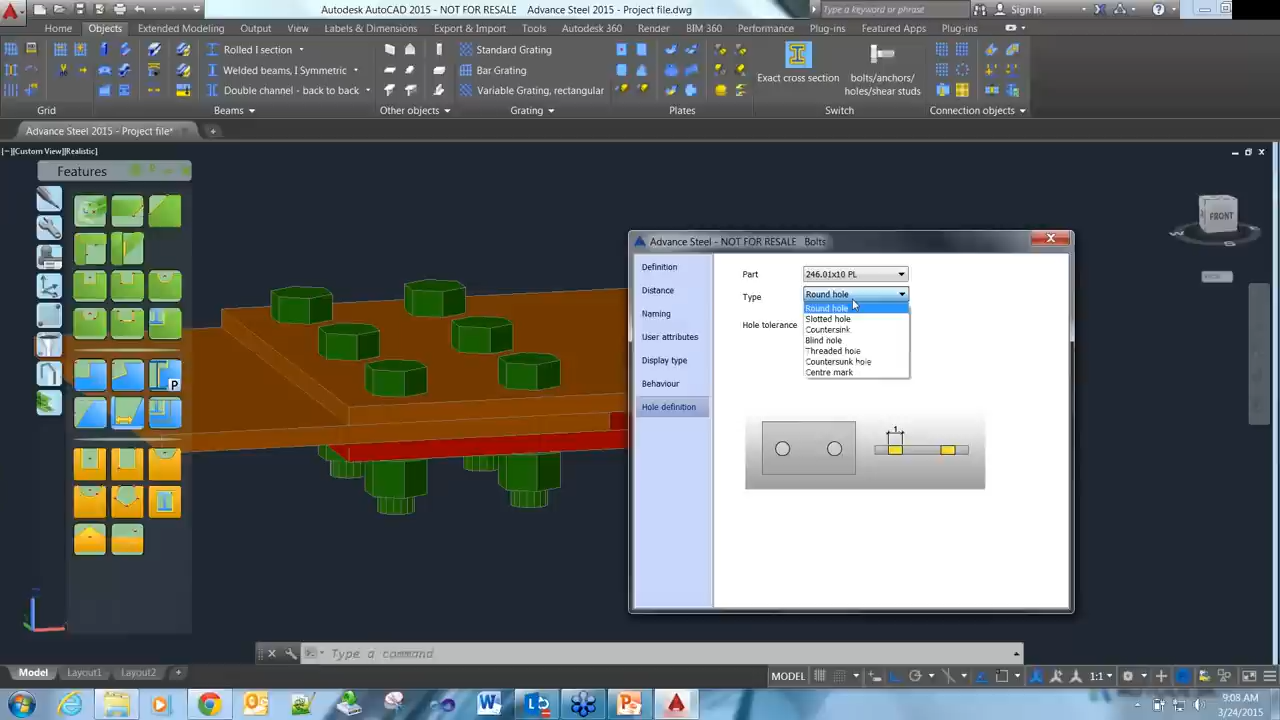 Autodesk AutoCAD 2015 - NOT FOR RESALE Advance Steel - Project file.dwg
Type a keyword or phrase
Sign In
Home Objects Extended Modeling Output View Labels & Dimensions Export & Import Tools Autodesk 360 Render BIM 360 Performance Plug-ins Featured Apps Plug-ins
Rolled I section
Welded beams, I Symmetric
Double channel - back to back
Standard Grating
Bar Grating
Variable Grating, rectangular
Exact cross section
bolts/anchors/
holes/shear studs
Grid Beams Other objects Grating Plates Switch Connection objects
Advance Steel 2015 - Project file*
[−][Custom View][Realistic]
Features
P
FRONT
Advance Steel - NOT FOR RESALE Bolts
Definition
Distance
Naming
User attributes
Display type
Behaviour
Hole definition
Part 246.01x10 PL
Type Round hole
Hole tolerance
Round hole
Slotted hole
Countersink
Blind hole
Threaded hole
Countersunk hole
Centre mark
1
Type a command
Model Layout1 Layout2 +
MODEL
1:1
9:08 AM
3/24/2015